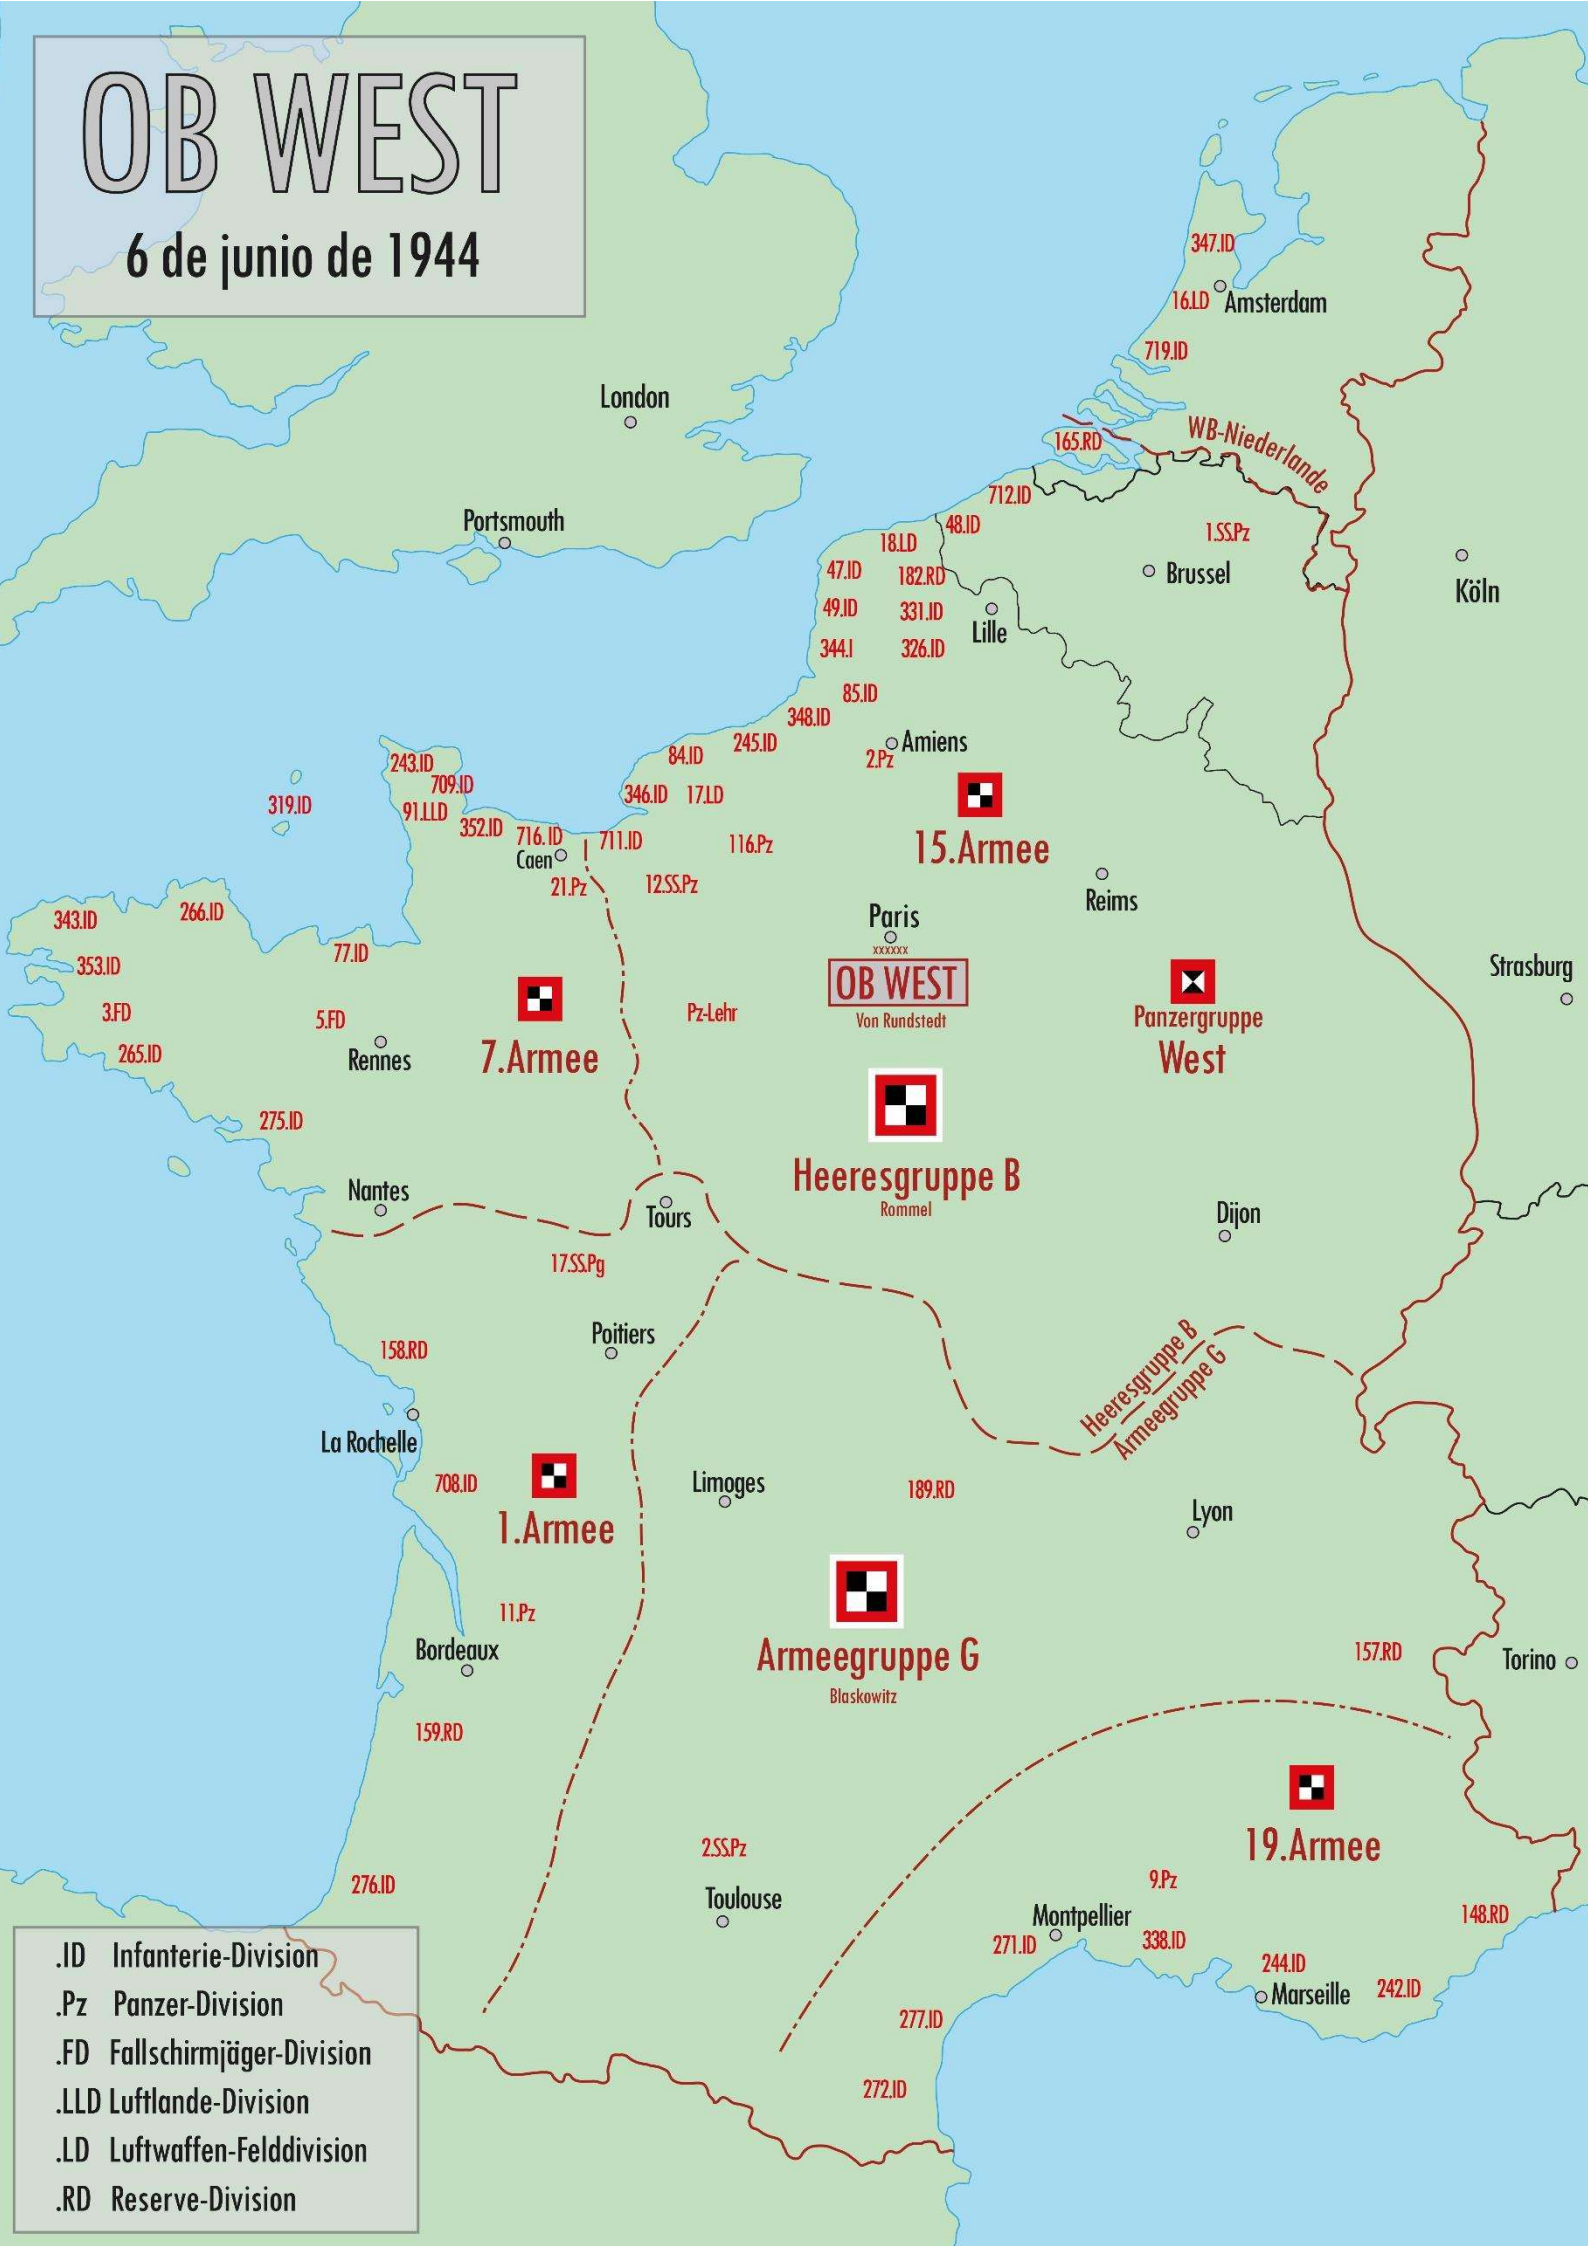 OB WEST
6 de junio de 1944
347.ID
16.LD
Amsterdam
719.ID
London
WB-Niederlande
165.RD
712.ID
Portsmouth
48.ID
1.SS.Pz
18.LD
47.ID
182.RD
Brussel
Köln
49.ID
331.ID
Lille
344.I
326.ID
85.ID
348.ID
245.ID
Amiens
84.ID
2.Pz
243.ID
709.ID
346.ID
17.LD
319.ID
91.LLD
352.ID
716. ID
711.ID
116.Pz
15.Armee
Caen
21.Pz
12.SS.Pz
Reims
343.ID
266.ID
Paris
77.ID
xxxxxx
353.ID
OB WEST
Strasburg
3.FD
5.FD
Pz-Lehr
Von Rundstedt
Panzergruppe
West
265.ID
Rennes
7.Armee
275.ID
Heeresgruppe B
Rommel
Nantes
Tours
Dijon
17.SS.Pg
Poitiers
158.RD
Heeresgruppe B
Armeegruppe G
La Rochelle
708.ID
Limoges
189.RD
Lyon
1.Armee
11.Pz
Bordeaux
Armeegruppe G
Blaskowitz
157.RD
Torino
159.RD
19.Armee
2.SS.Pz
276.ID
9.Pz
Toulouse
Montpellier
148.RD
271.ID
338.ID
244.ID
Marseille
242.ID
277.ID
272.ID
.ID Infanterie-Division
.Pz Panzer-Division
.FD Fallschirmjäger-Division
.LLD Luftlande-Division
.LD Luftwaffen-Felddivision
.RD Reserve-Division